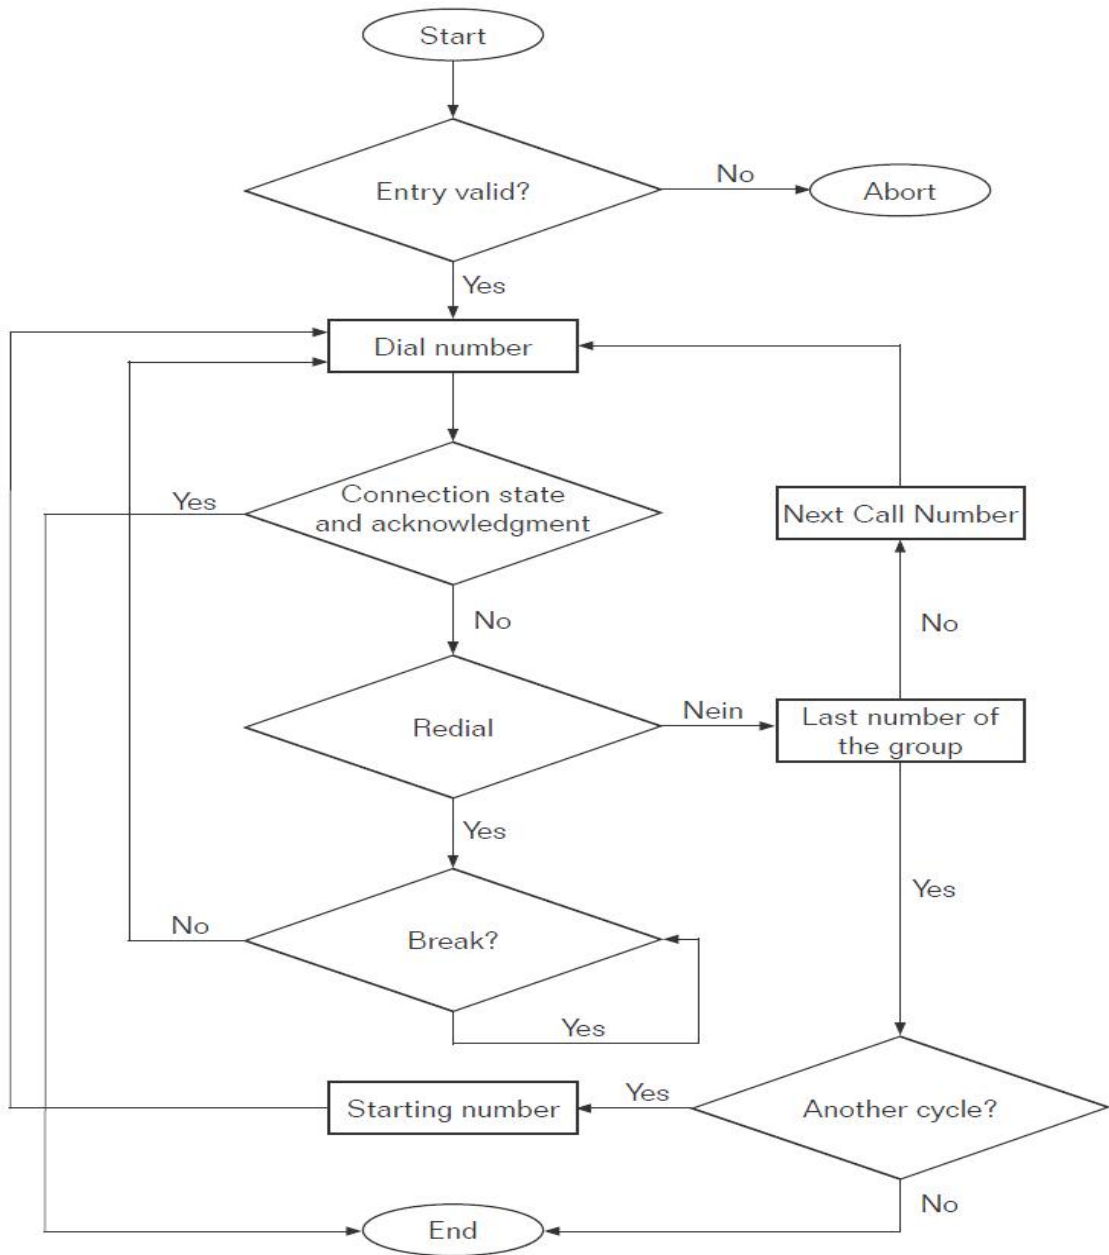 Start
Entry valid?
No
Abort
Yes
Dial number
Yes
Connection state
and acknowledgment
Next Call Number
No
No
Redial
Nein
Last number of
the group
Yes
Yes
No
Break?
Yes
Starting number
Yes
Another cycle?
No
End